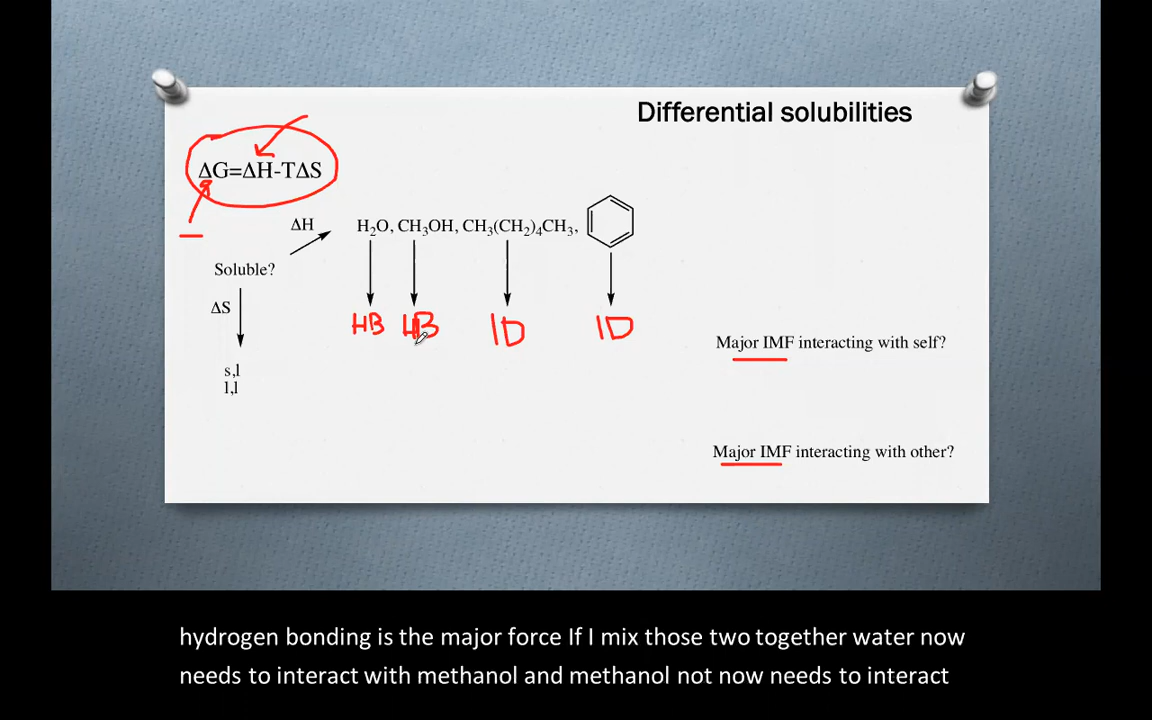 Differential solubilities
ΔG=ΔH-TΔS
ΔH
H₂O, CH₃OH, CH₃(CH₂)₄CH₃,
Soluble?
ΔS
HB HB ID ID
Major IMF interacting with self?
s,l
l,l
Major IMF interacting with other?
hydrogen bonding is the major force If I mix those two together water now
needs to interact with methanol and methanol not now needs to interact